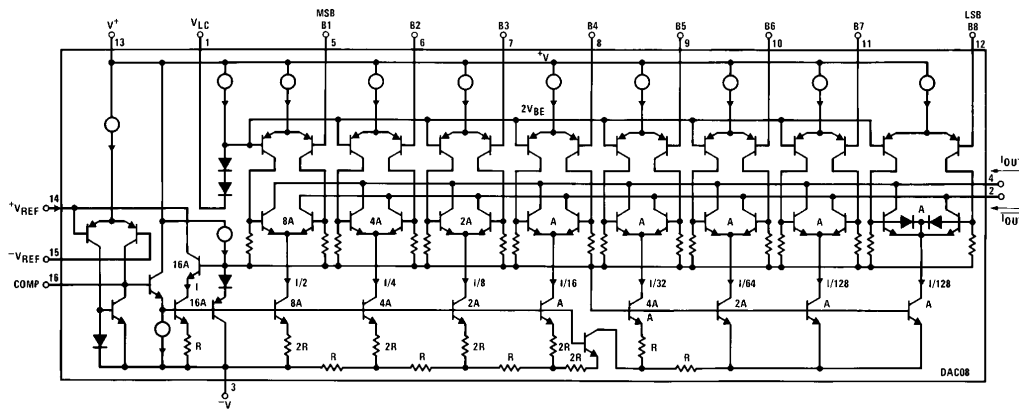 V+ VLC MSB B1 B2 B3 B4 B5 B6 B7 LSB B8
13 1 5 6 7 8 9 10 11 12
+V
2VBE
IOUT
4
2
IOUT
+VREF 14
-VREF 15
COMP 16
8A 4A 2A A A A A A
16A
I I/2 I/4 I/8 I/16 I/32 I/64 I/128 I/128
16A 8A 4A 2A A 4A 2A A A
A
R 2R 2R 2R 2R R
R R R R
3
-V
DAC08